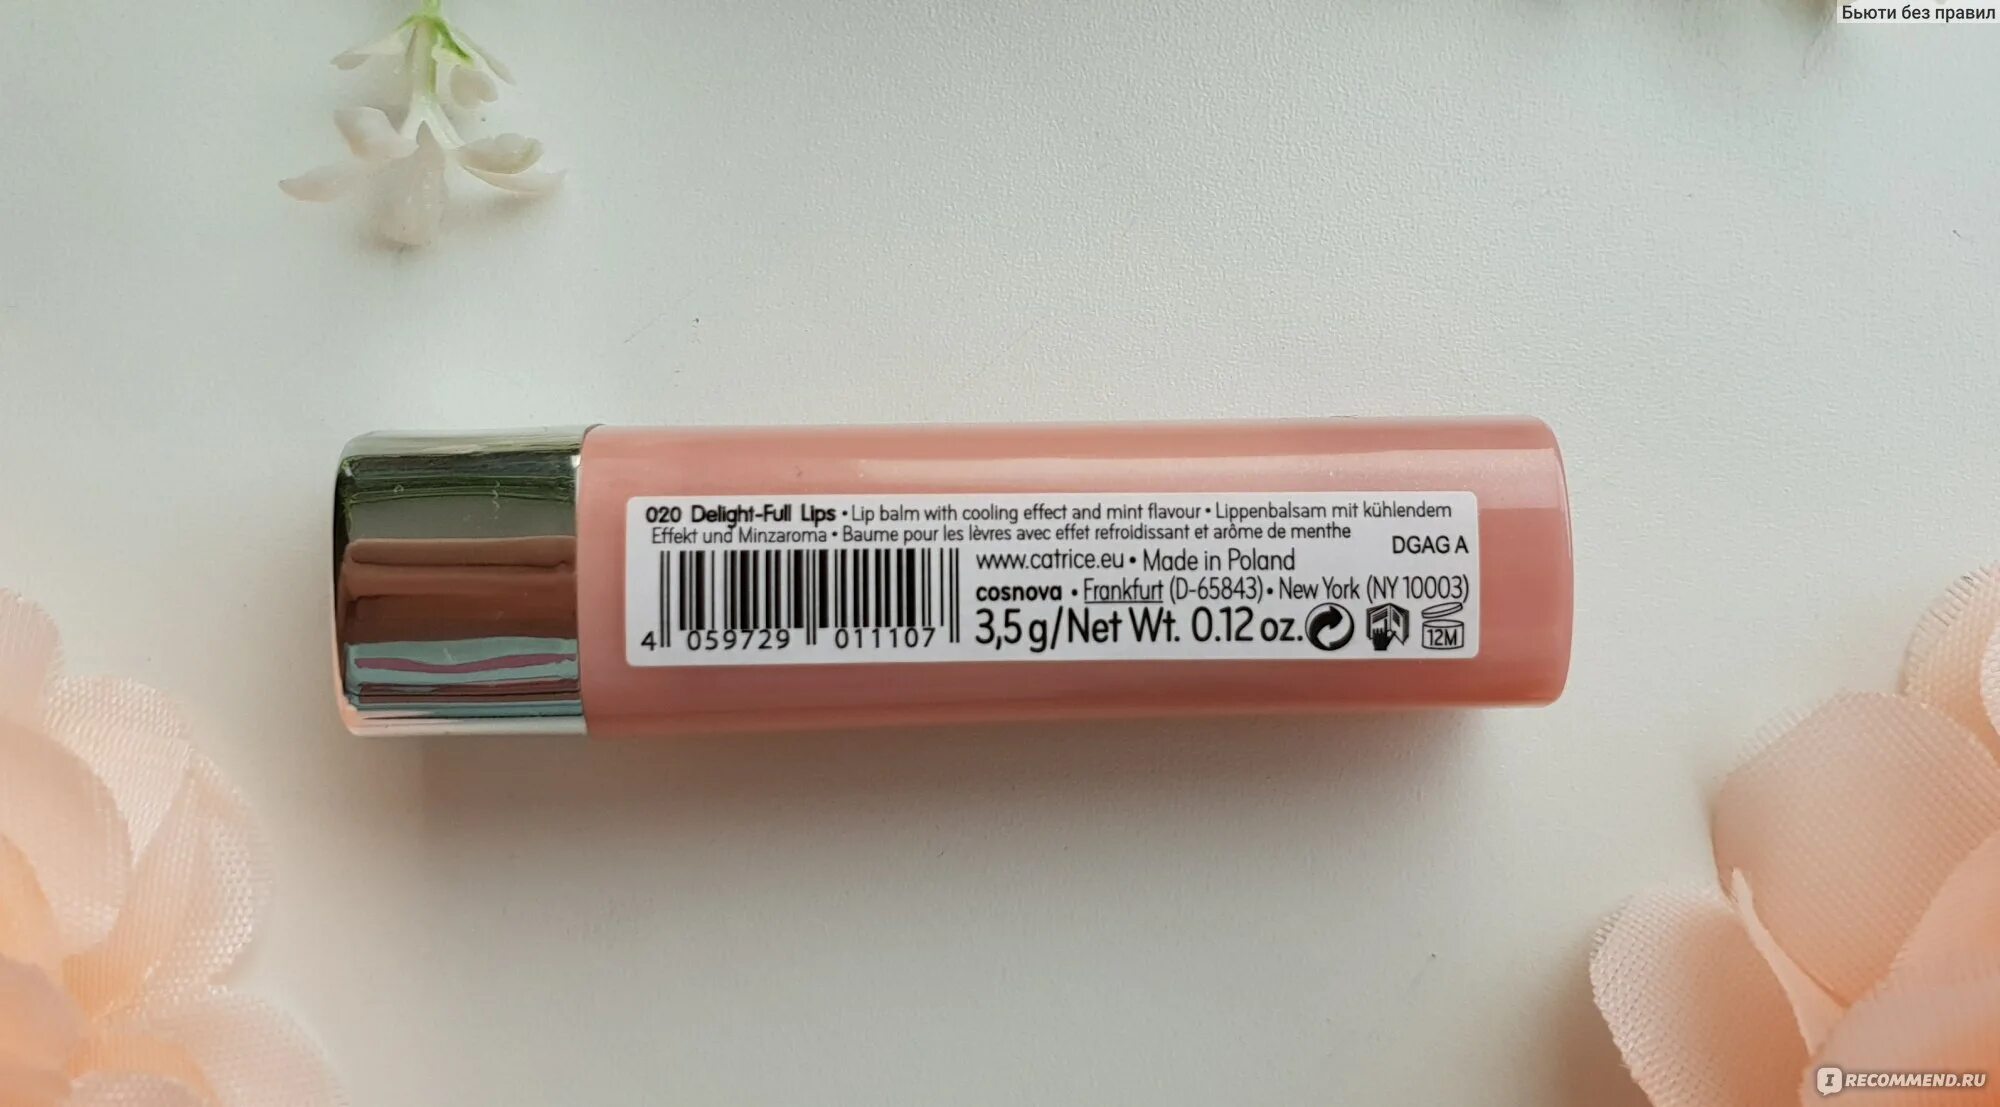 Бьюти без правил
020 Delight-Full Lips • Lip balm with cooling effect and mint flavour • Lippenbalsam mit kühlendem
Effekt und Minzaroma • Baume pour les lèvres avec effet refroidissant et arôme de menthe
DGAG A
www.catrice.eu • Made in Poland
cosnova • Frankfurt (D-65843) • New York (NY 10003)
3,5 g/Net Wt. 0.12 oz.
12M
4 059729 011107
IRECOMMEND.RU